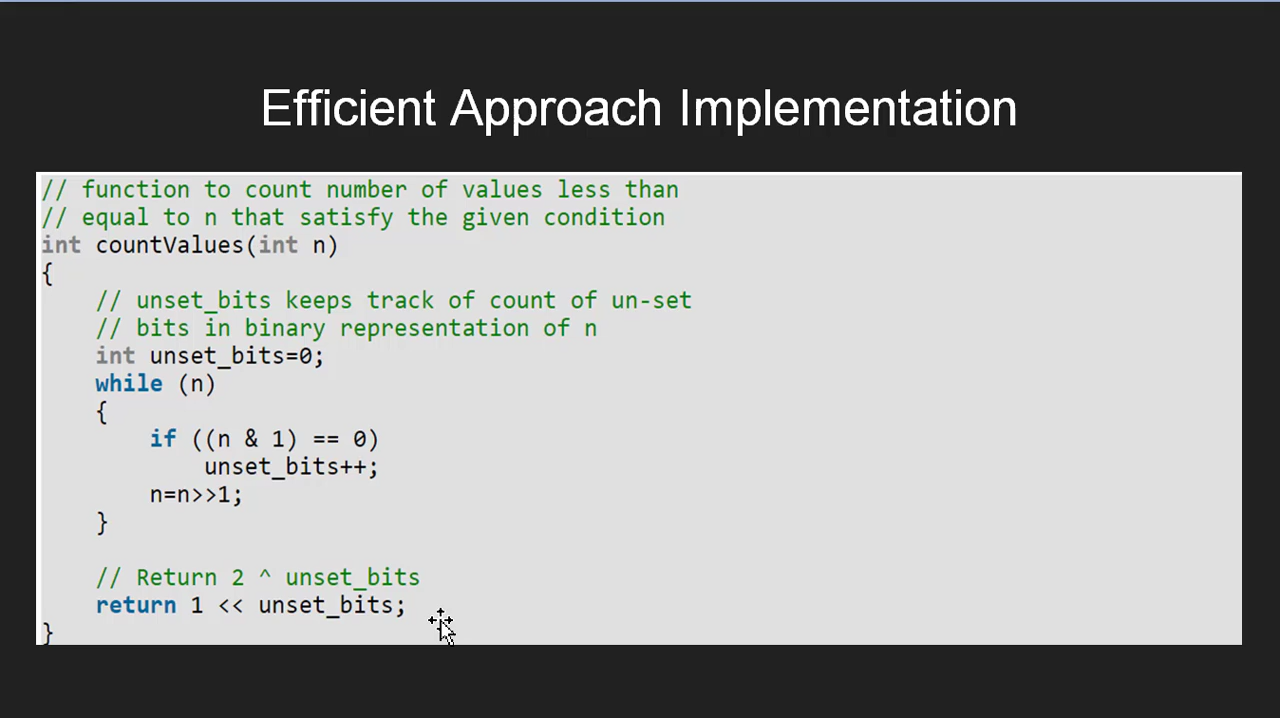 Efficient Approach Implementation
// function to count number of values less than
// equal to n that satisfy the given condition
int countValues(int n)
{
    // unset_bits keeps track of count of un-set
    // bits in binary representation of n
    int unset_bits=0;
    while (n)
    {
        if ((n & 1) == 0)
            unset_bits++;
        n=n>>1;
    }
    // Return 2 ^ unset_bits
    return 1 << unset_bits;
}